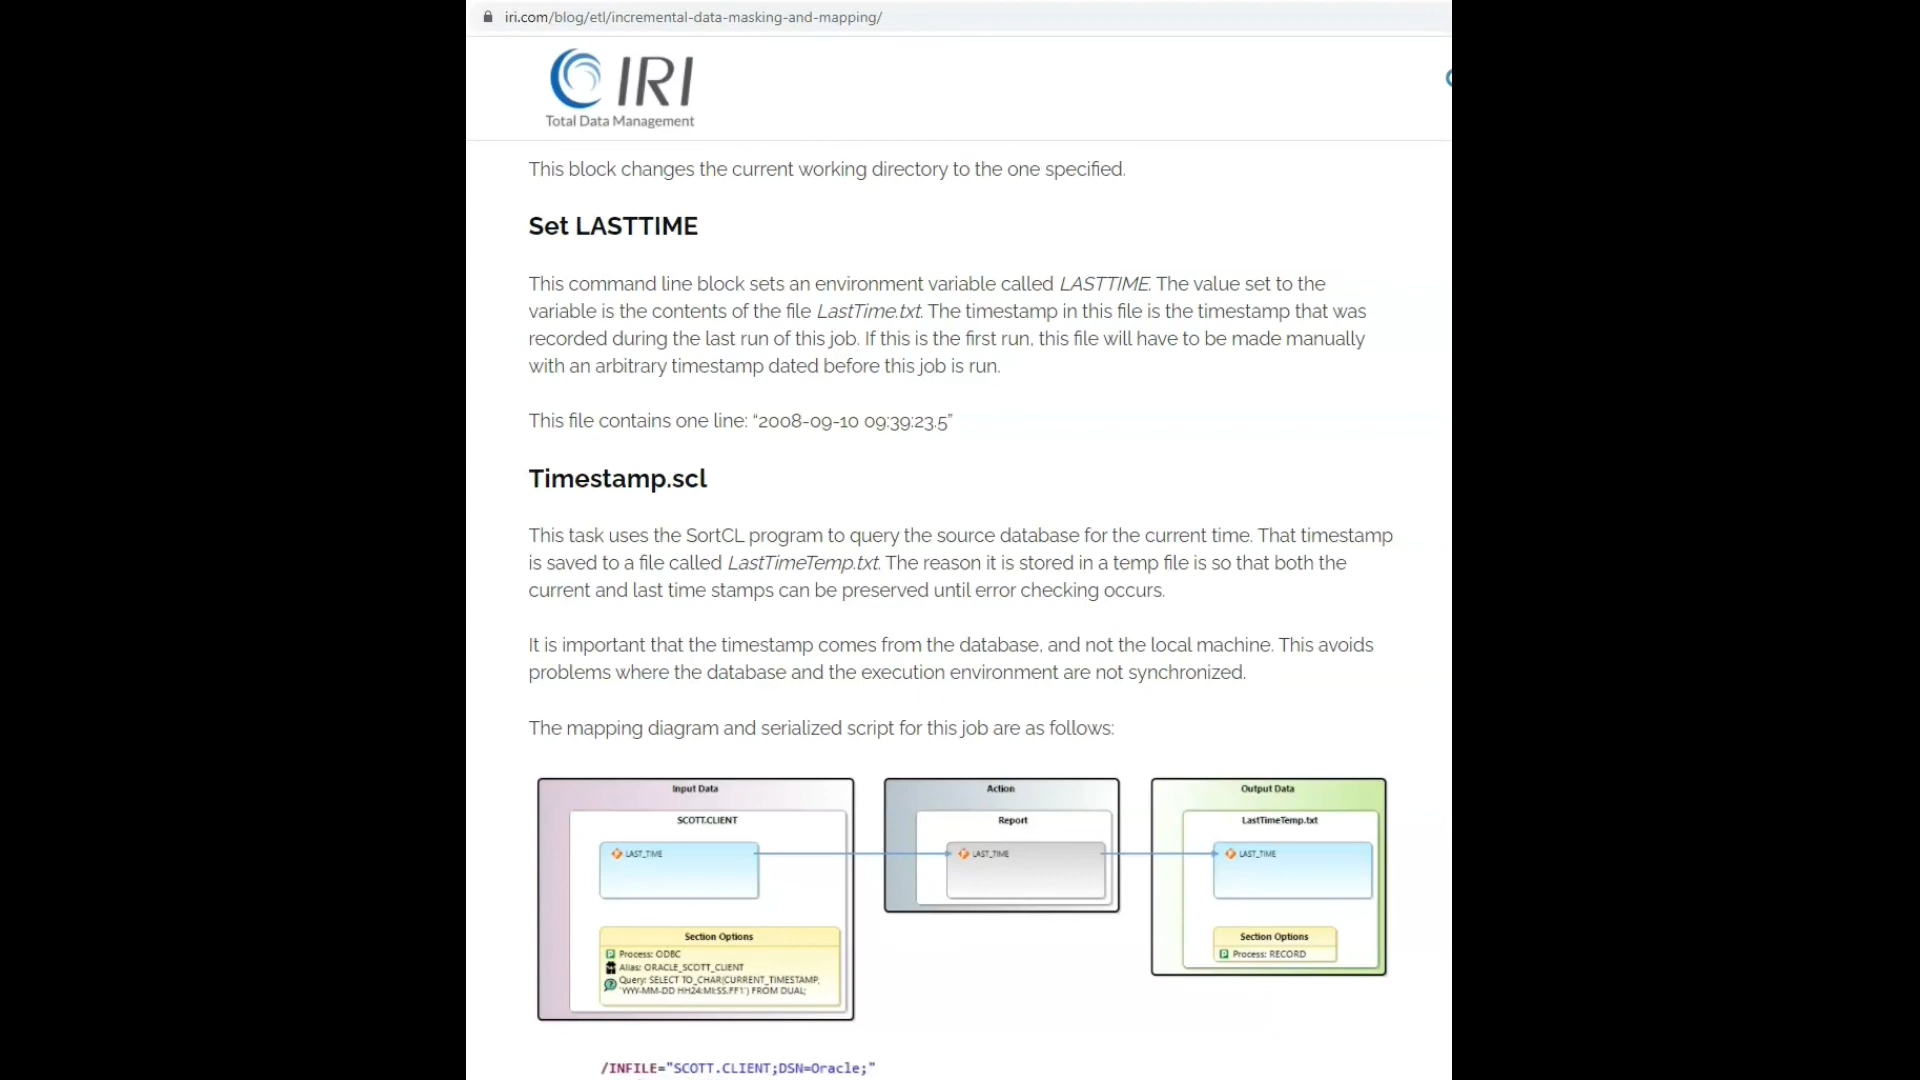 iri.com/blog/etl/incremental-data-masking-and-mapping/
IRI
Total Data Management
This block changes the current working directory to the one specified.
Set LASTTIME
This command line block sets an environment variable called LASTTIME. The value set to the
variable is the contents of the file LastTime.txt. The timestamp in this file is the timestamp that was
recorded during the last run of this job. If this is the first run, this file will have to be made manually
with an arbitrary timestamp dated before this job is run.
This file contains one line: “2008-09-10 09:39:23.5”
Timestamp.scl
This task uses the SortCL program to query the source database for the current time. That timestamp
is saved to a file called LastTimeTemp.txt. The reason it is stored in a temp file is so that both the
current and last time stamps can be preserved until error checking occurs.
It is important that the timestamp comes from the database, and not the local machine. This avoids
problems where the database and the execution environment are not synchronized.
The mapping diagram and serialized script for this job are as follows:
Input Data
SCOTT.CLIENT
LAST_TIME
Section Options
Process: ODBC
Alias: ORACLE_SCOTT_CLIENT
Query: SELECT TO_CHAR(CURRENT_TIMESTAMP,
'YYYY-MM-DD HH24:MI:SS.FF1') FROM DUAL;
Action
Report
LAST_TIME
Output Data
LastTimeTemp.txt
LAST_TIME
Section Options
Process: RECORD
/INFILE="SCOTT.CLIENT;DSN=Oracle;"